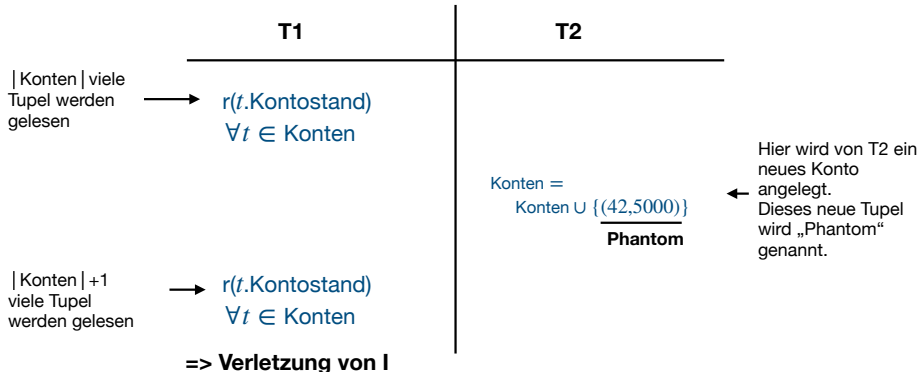 T1
T2
|Konten| viele
Tupel werden
gelesen
r(t.Kontostand)
∀t ∈ Konten
Konten =
Konten ∪ {(42,5000)}
Phantom
Hier wird von T2 ein
neues Konto
angelegt.
Dieses neue Tupel
wird „Phantom“
genannt.
|Konten|+1
viele Tupel
werden gelesen
r(t.Kontostand)
∀t ∈ Konten
=> Verletzung von I